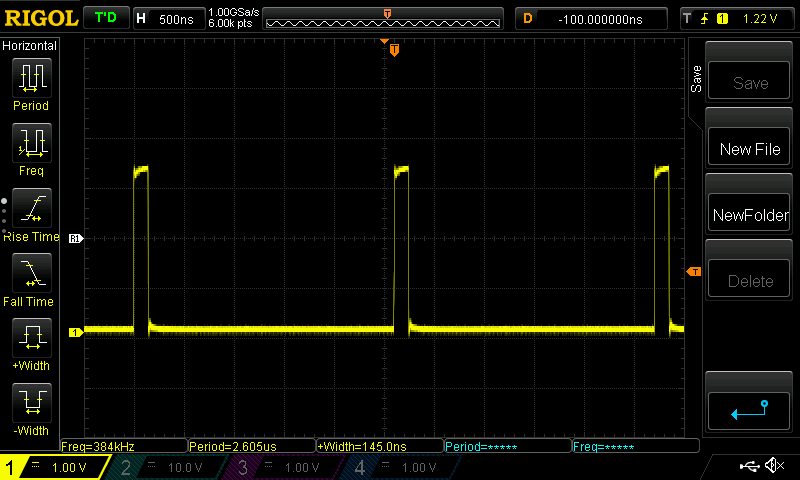 RIGOL T'D H 500ns 1.00GSa/s 6.00k pts T D -100.000000ns T 1 1.22 V
Horizontal
T
Period
Freq
Rise Time
Fall Time
+Width
-Width
R1
1
T
Save
Save
New File
NewFolder
Delete
Freq=384kHz Period=2.605us +Width=145.0ns Period=***** Freq=*****
1 1.00 V 2 10.0 V 3 1.00 V 4 1.00 V